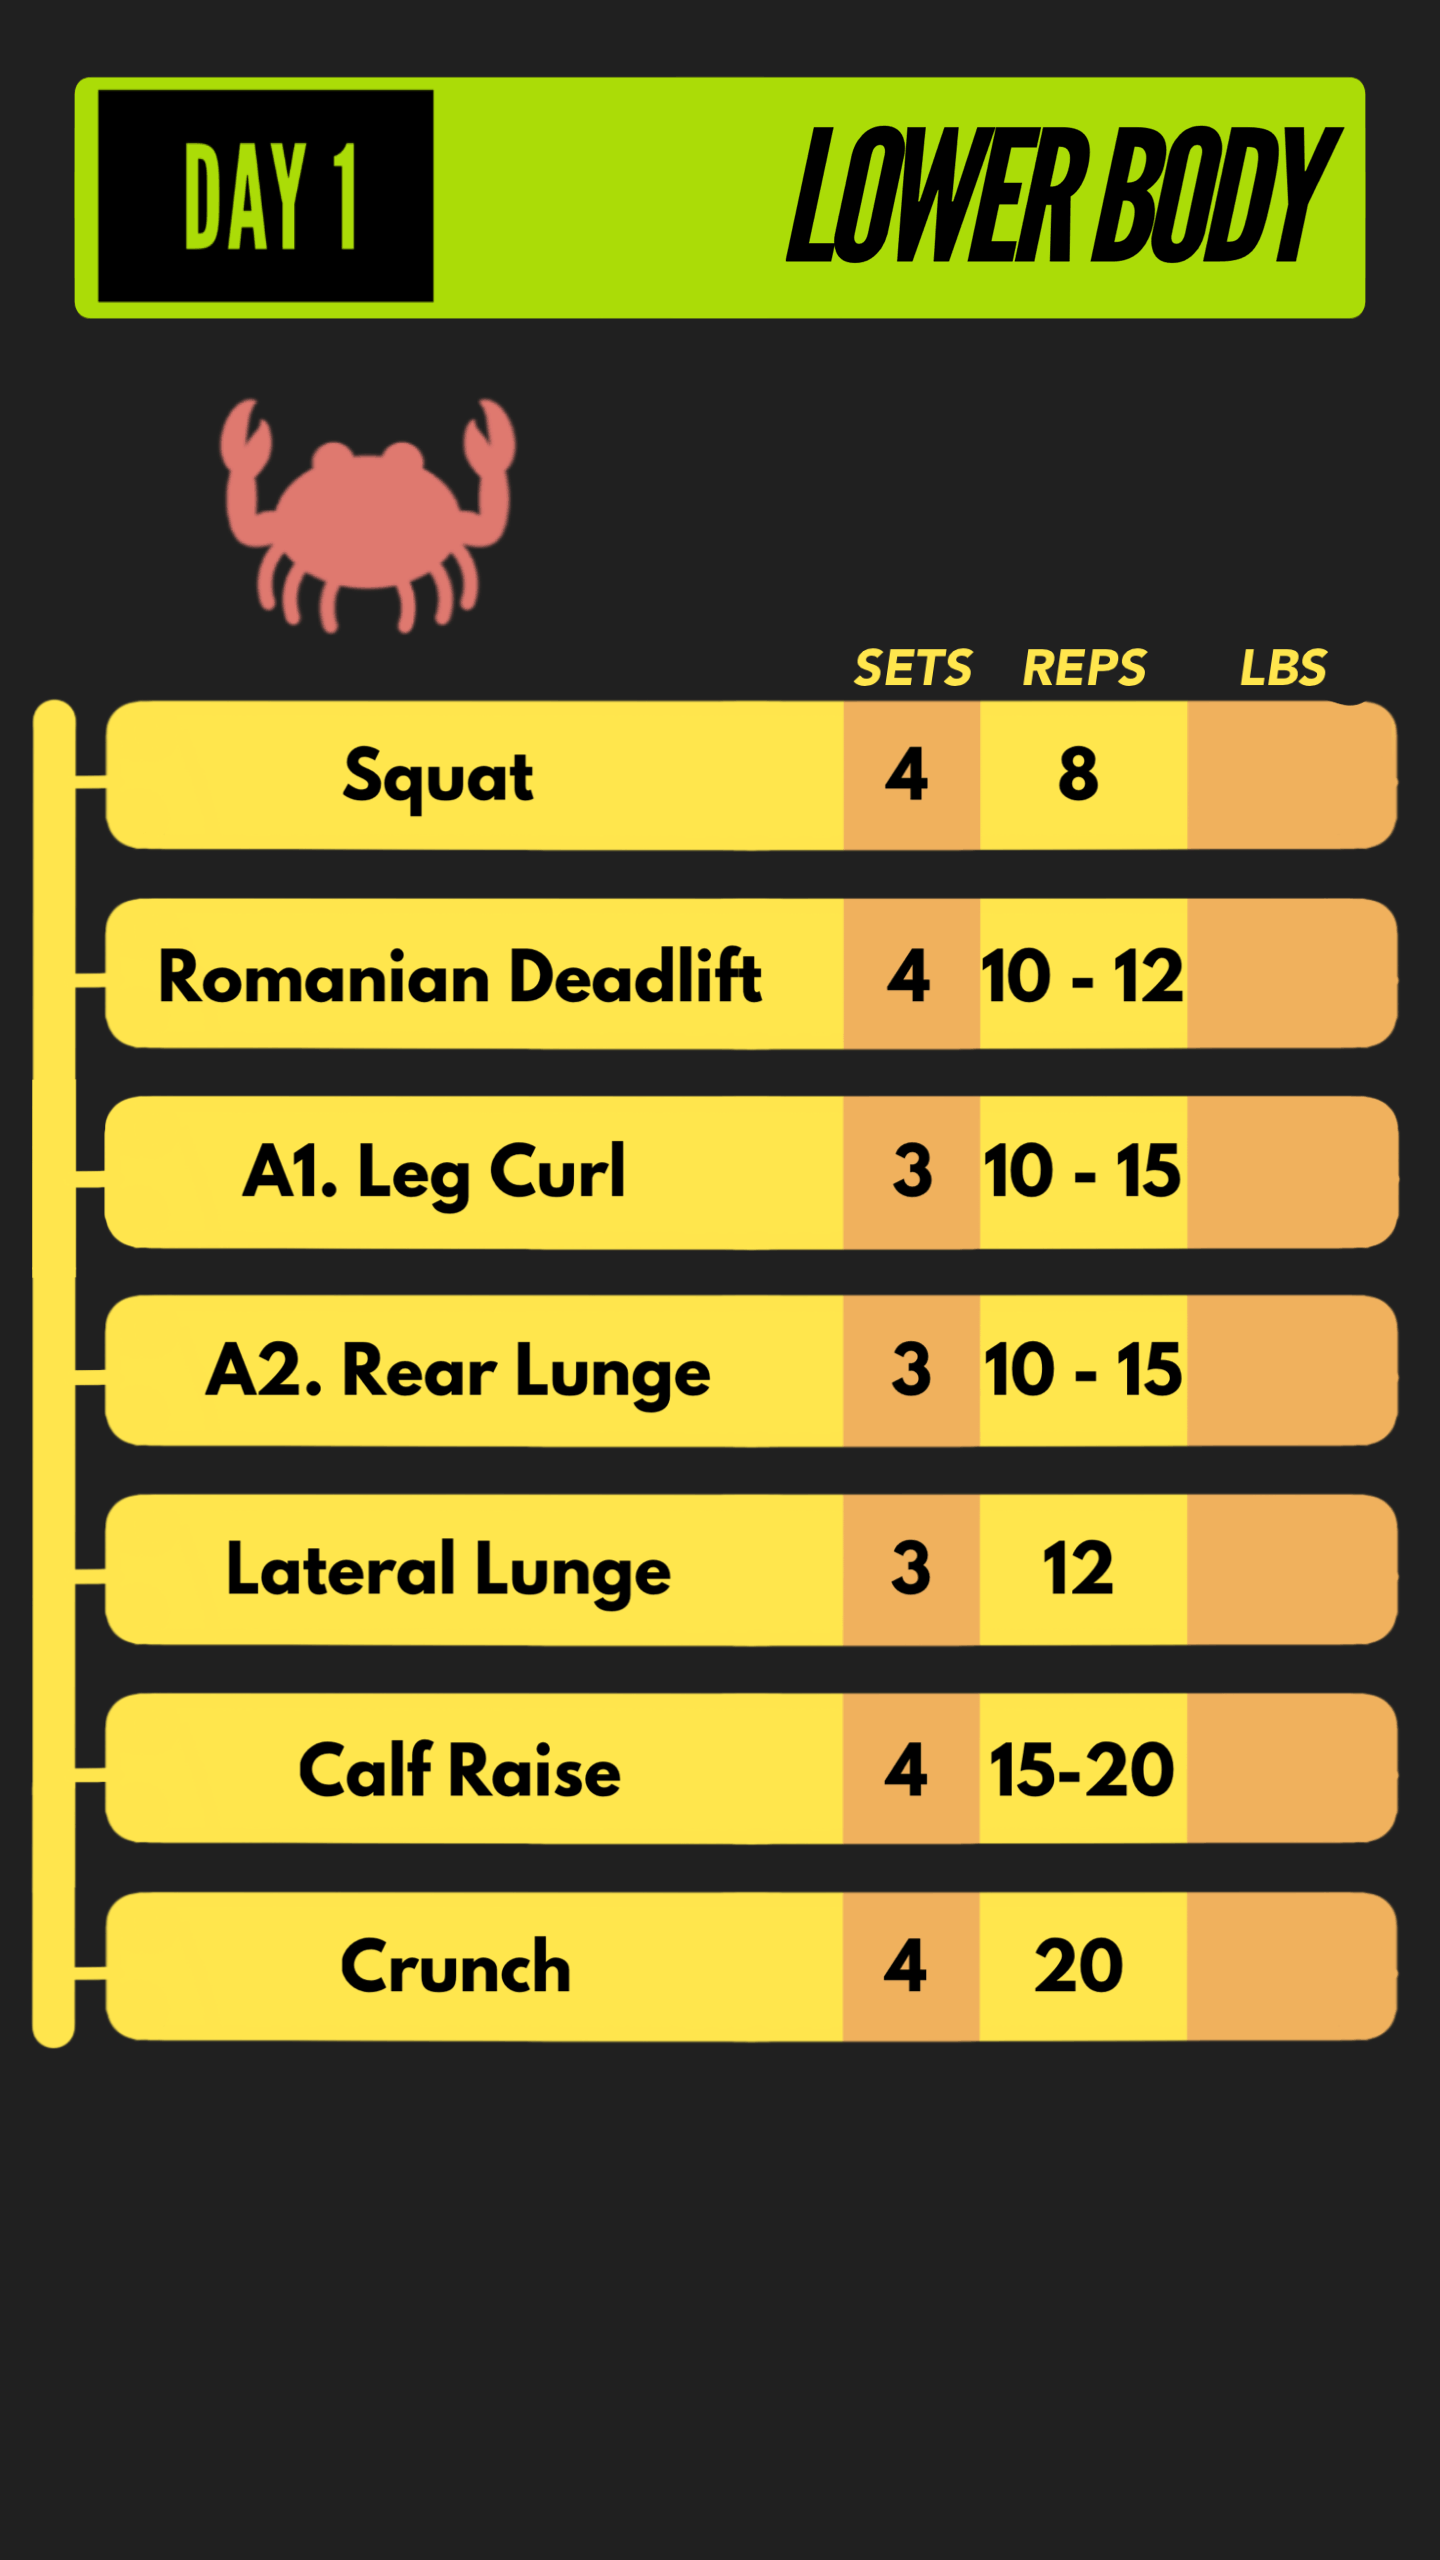 DAY 1
LOWER BODY
SETS REPS LBS
Squat 4 8
Romanian Deadlift 4 10 - 12
A1. Leg Curl 3 10 - 15
A2. Rear Lunge 3 10 - 15
Lateral Lunge 3 12
Calf Raise 4 15-20
Crunch 4 20